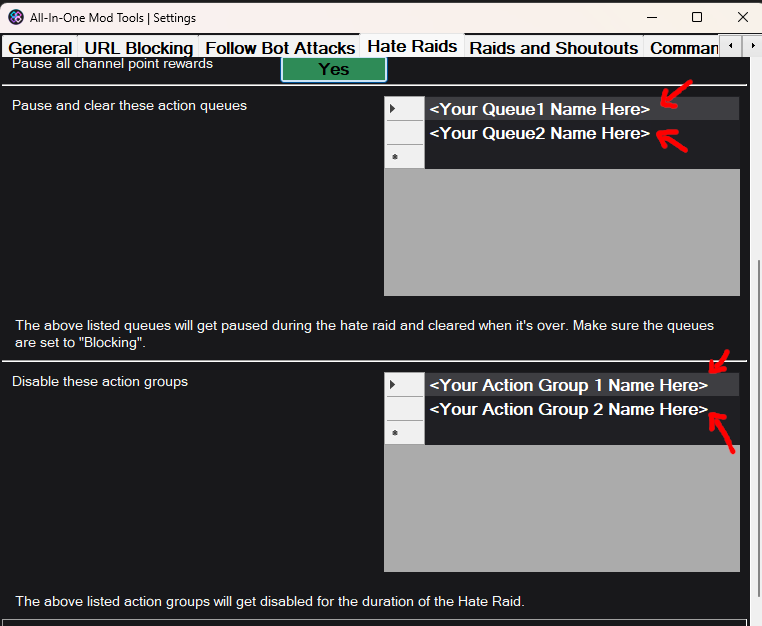 All-In-One Mod Tools | Settings
General URL Blocking Follow Bot Attacks Hate Raids Raids and Shoutouts Comman
Pause all channel point rewards Yes
Pause and clear these action queues
<Your Queue1 Name Here>
<Your Queue2 Name Here>
*
The above listed queues will get paused during the hate raid and cleared when it's over. Make sure the queues
are set to "Blocking".
Disable these action groups
<Your Action Group 1 Name Here>
<Your Action Group 2 Name Here>
*
The above listed action groups will get disabled for the duration of the Hate Raid.